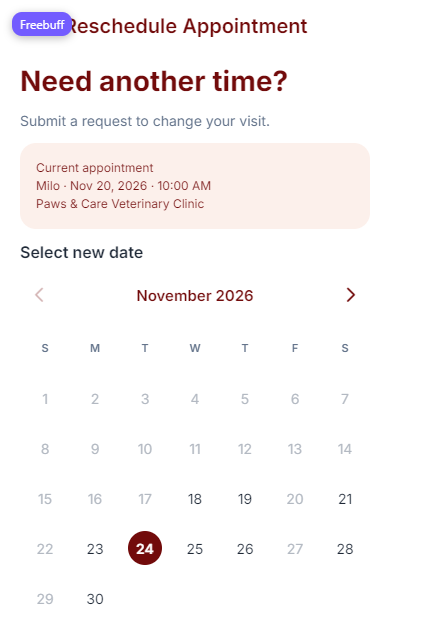 Freebuff
Reschedule Appointment
Need another time?
Submit a request to change your visit.
Current appointment
Milo · Nov 20, 2026 · 10:00 AM
Paws & Care Veterinary Clinic
Select new date
November 2026
S M T W T F S
1 2 3 4 5 6 7
8 9 10 11 12 13 14
15 16 17 18 19 20 21
22 23 24 25 26 27 28
29 30